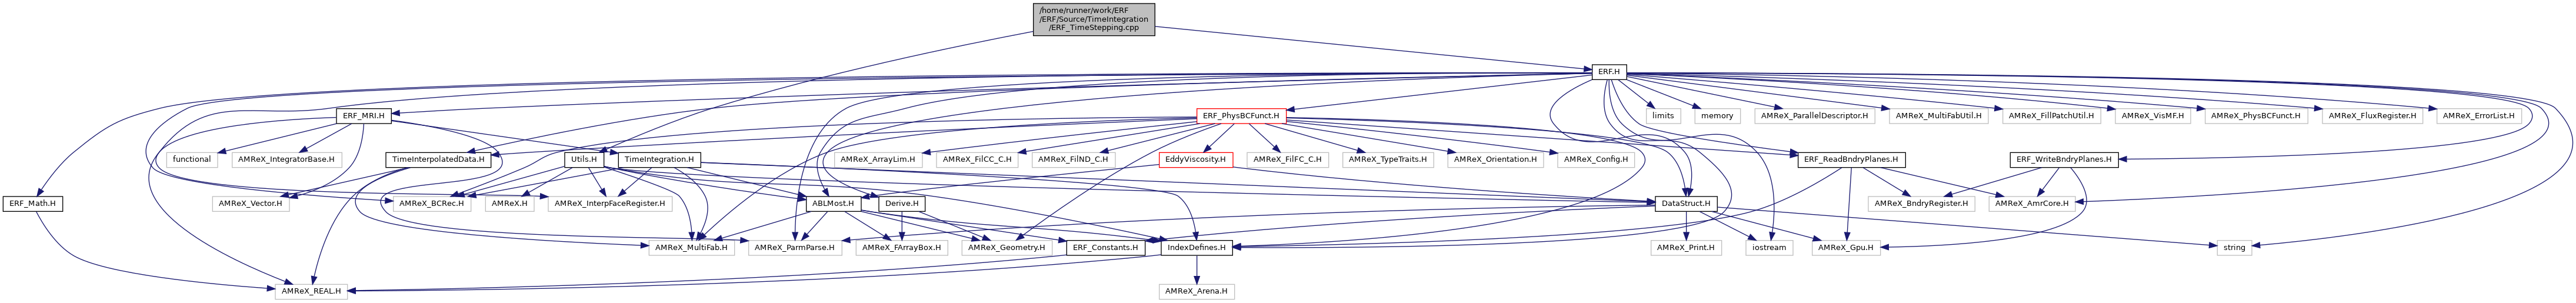 /home/runner/work/ERF
/ERF/Source/TimeIntegration
/ERF_TimeStepping.cpp
ERF.H
ERF_MRI.H
ERF_PhysBCFunct.H
limits
memory
AMReX_ParallelDescriptor.H
AMReX_MultiFabUtil.H
AMReX_FillPatchUtil.H
AMReX_VisMF.H
AMReX_PhysBCFunct.H
AMReX_FluxRegister.H
AMReX_ErrorList.H
functional
AMReX_IntegratorBase.H
TimeInterpolatedData.H
Utils.H
TimeIntegration.H
AMReX_ArrayLim.H
AMReX_FilCC_C.H
AMReX_FilND_C.H
EddyViscosity.H
AMReX_FilFC_C.H
AMReX_TypeTraits.H
AMReX_Orientation.H
AMReX_Config.H
ERF_ReadBndryPlanes.H
ERF_WriteBndryPlanes.H
ERF_Math.H
AMReX_Vector.H
AMReX_BCRec.H
AMReX.H
AMReX_InterpFaceRegister.H
ABLMost.H
Derive.H
DataStruct.H
AMReX_BndryRegister.H
AMReX_AmrCore.H
AMReX_MultiFab.H
AMReX_ParmParse.H
AMReX_FArrayBox.H
AMReX_Geometry.H
ERF_Constants.H
IndexDefines.H
AMReX_Print.H
iostream
AMReX_Gpu.H
string
AMReX_REAL.H
AMReX_Arena.H